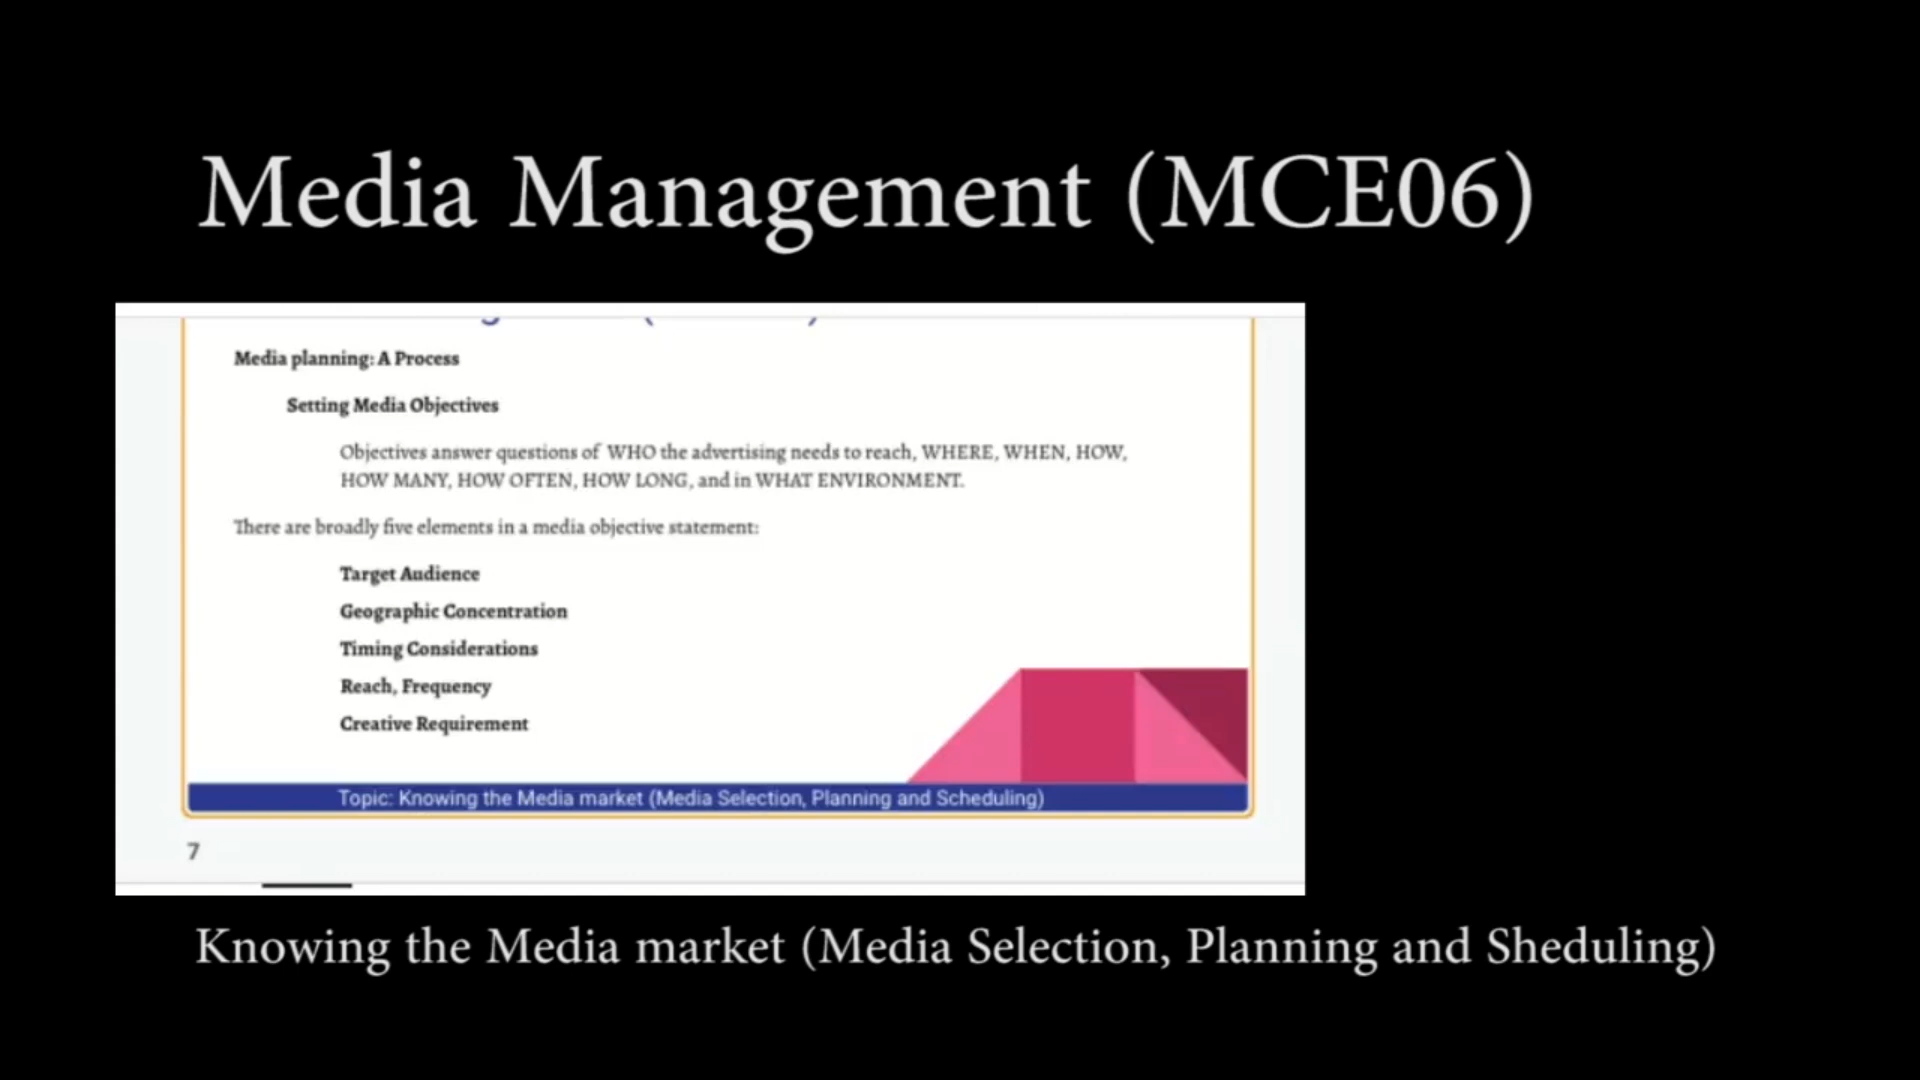 Media Management (MCE06)
Media planning: A Process
Setting Media Objectives
Objectives answer questions of WHO the advertising needs to reach, WHERE, WHEN, HOW,
HOW MANY, HOW OFTEN, HOW LONG, and in WHAT ENVIRONMENT.
There are broadly five elements in a media objective statement:
Target Audience
Geographic Concentration
Timing Considerations
Reach, Frequency
Creative Requirement
Topic: Knowing the Media market (Media Selection, Planning and Scheduling)
7
Knowing the Media market (Media Selection, Planning and Sheduling)